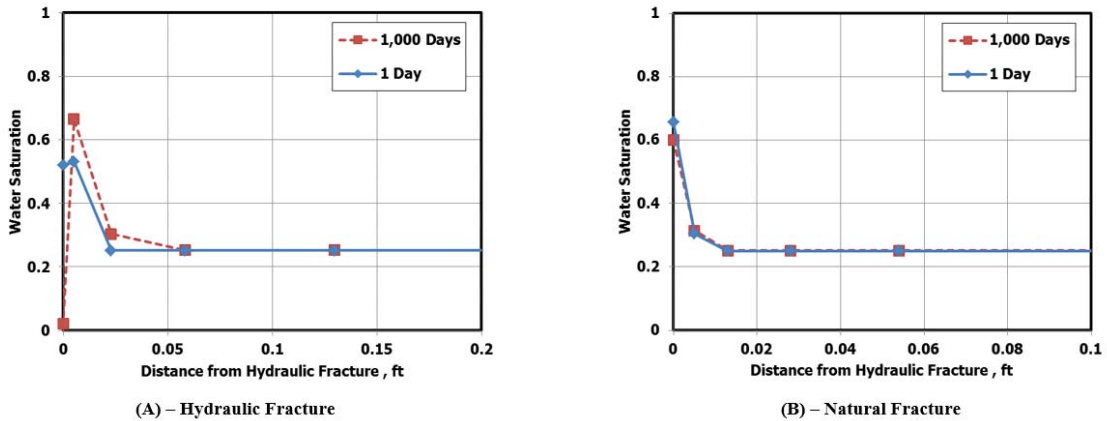 1
0.8
0.6
0.4
0.2
0
Water Saturation
1,000 Days
1 Day
0 0.05 0.1 0.15 0.2
Distance from Hydraulic Fracture , ft
(A) – Hydraulic Fracture
1
0.8
0.6
0.4
0.2
0
Water Saturation
1,000 Days
1 Day
0 0.02 0.04 0.06 0.08 0.1
Distance from Hydraulic Fracture , ft
(B) – Natural Fracture